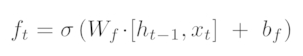 f_t = σ (W_f · [h_{t−1}, x_t] + b_f)